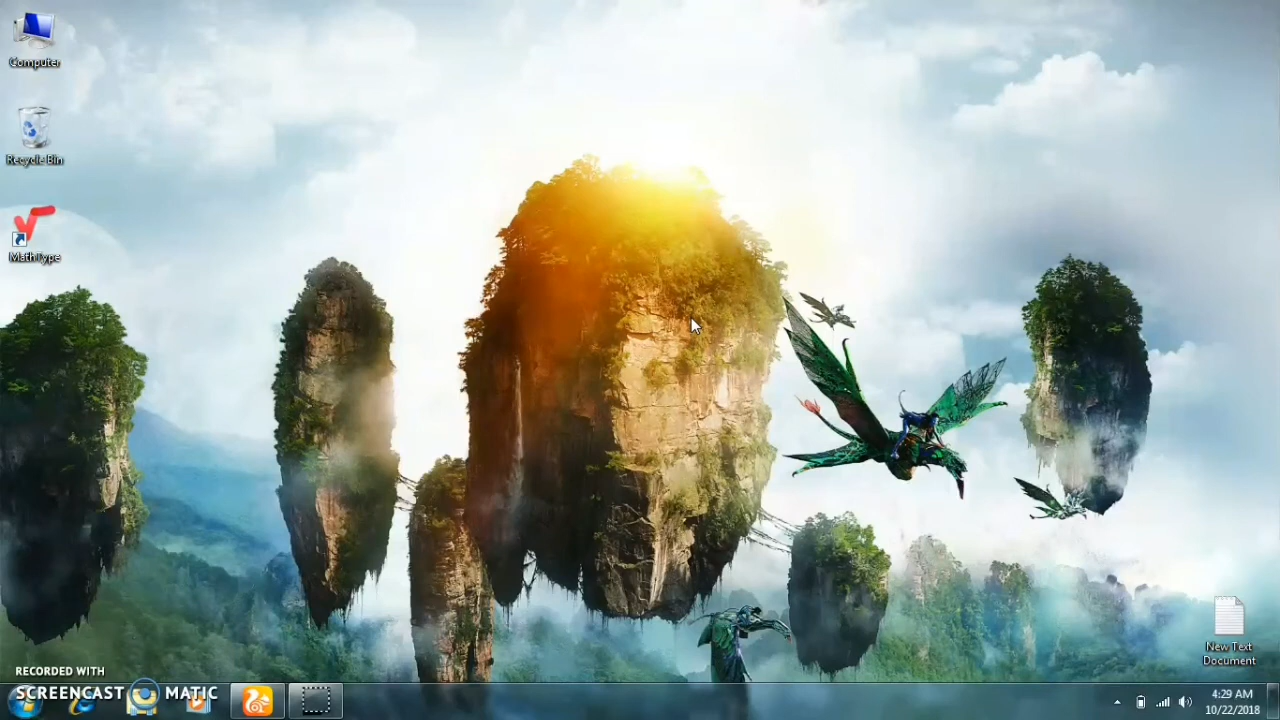 Computer
Recycle Bin
MathType
New Text
Document
RECORDED WITH
SCREENCAST MATIC
4:29 AM
10/22/2018